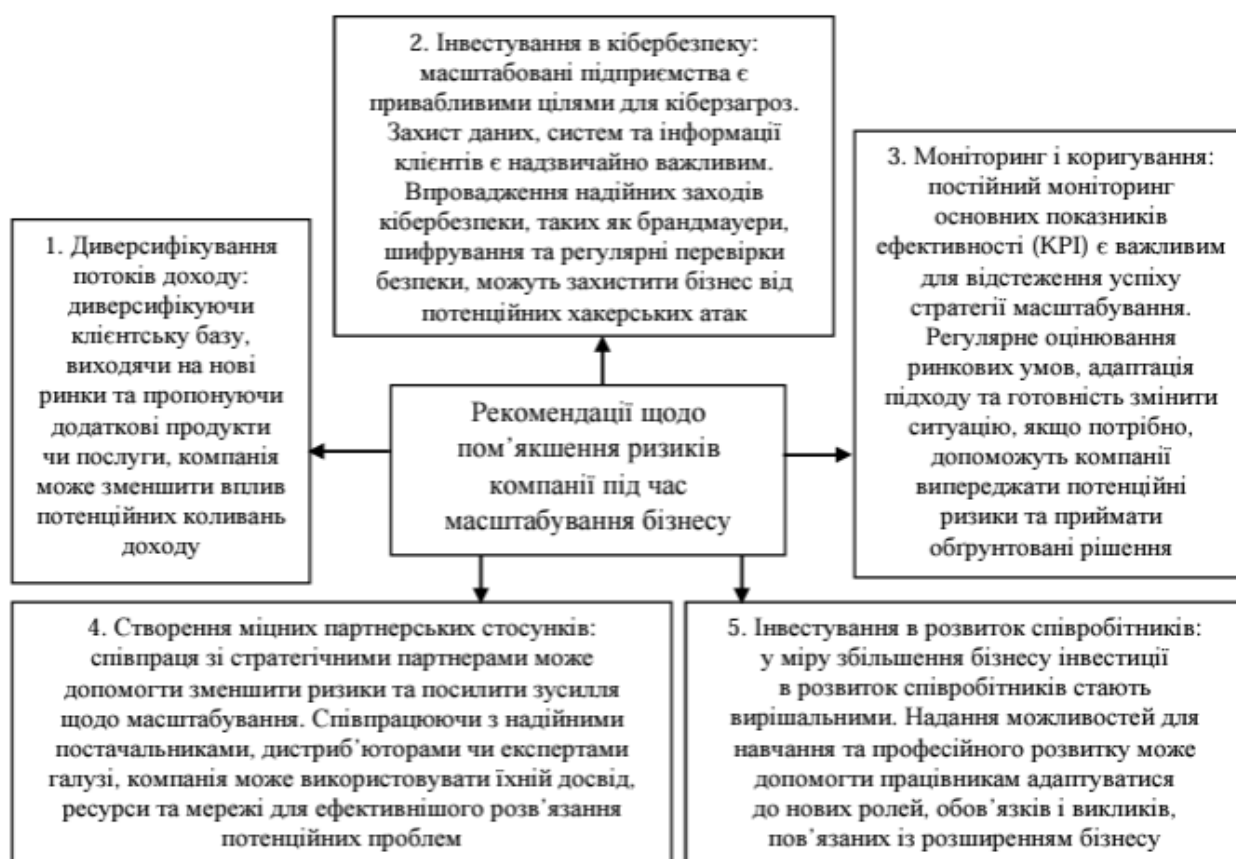 2. Інвестування в кібербезпеку:
масштабовані підприємства є
привабливими цілями для кіберзагроз.
Захист даних, систем та інформації
клієнтів є надзвичайно важливим.
Впровадження надійних заходів
кібербезпеки, таких як брандмауери,
шифрування та регулярні перевірки
безпеки, можуть захистити бізнес від
потенційних хакерських атак
3. Моніторинг і коригування:
постійний моніторинг
основних показників
ефективності (KPI) є важливим
для відстеження успіху
стратегії масштабування.
Регулярне оцінювання
ринкових умов, адаптація
підходу та готовність змінити
ситуацію, якщо потрібно,
допоможуть компанії
випереджати потенційні
ризики та приймати
обґрунтовані рішення
1. Диверсифікування
потоків доходу:
диверсифікуючи
клієнтську базу,
виходячи на нові
ринки та пропонуючи
додаткові продукти
чи послуги, компанія
може зменшити вплив
потенційних коливань
доходу
Рекомендації щодо
пом’якшення ризиків
компанії під час
масштабування бізнесу
4. Створення міцних партнерських стосунків:
співпраця зі стратегічними партнерами може
допомогти зменшити ризики та посилити зусилля
щодо масштабування. Співпрацюючи з надійними
постачальниками, дистриб’юторами чи експертами
галузі, компанія може використовувати їхній досвід,
ресурси та мережі для ефективнішого розв’язання
потенційних проблем
5. Інвестування в розвиток співробітників:
у міру збільшення бізнесу інвестиції
в розвиток співробітників стають
вирішальними. Надання можливостей для
навчання та професійного розвитку може
допомогти працівникам адаптуватися
до нових ролей, обов’язків і викликів,
пов’язаних із розширенням бізнесу